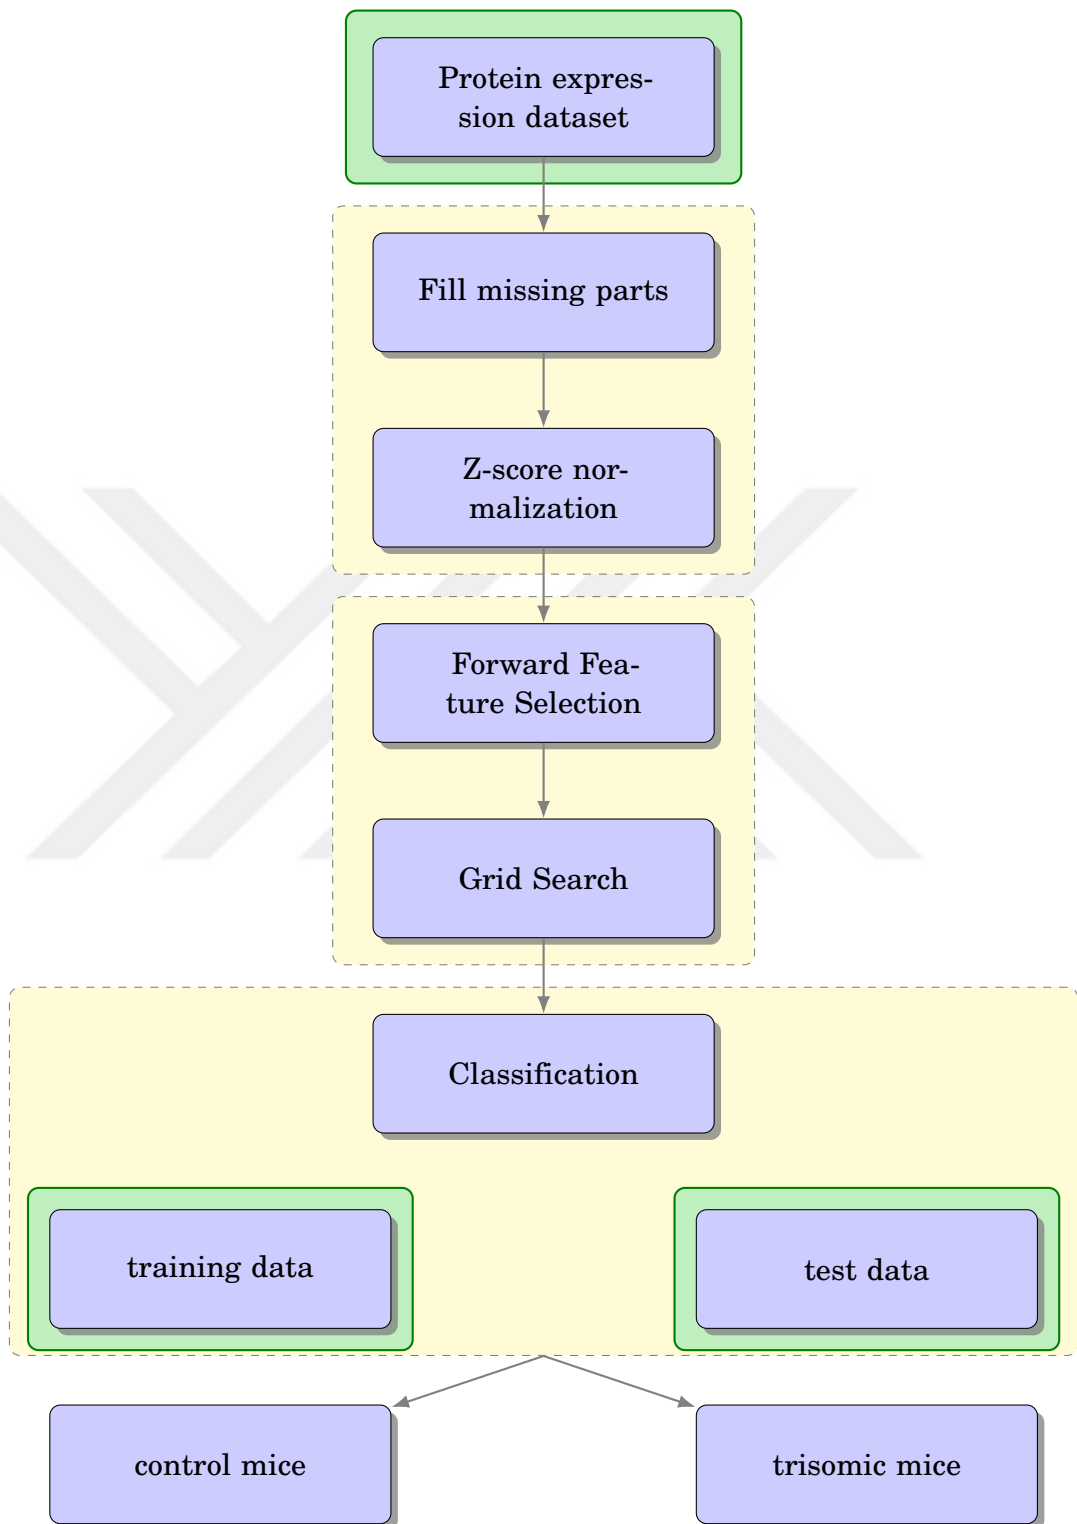 Protein expres-
sion dataset
Fill missing parts
Z-score nor-
malization
Forward Fea-
ture Selection
Grid Search
Classification
training data
test data
control mice
trisomic mice